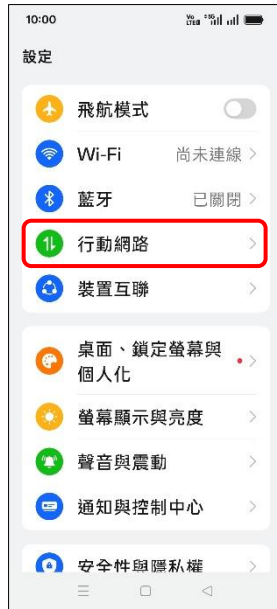 10:00
設定
飛航模式
Wi-Fi 尚未連線
藍牙 已關閉
行動網路
裝置互聯
桌面、鎖定螢幕與
個人化
螢幕顯示與亮度
聲音與震動
通知與控制中心
安全性與隱私權